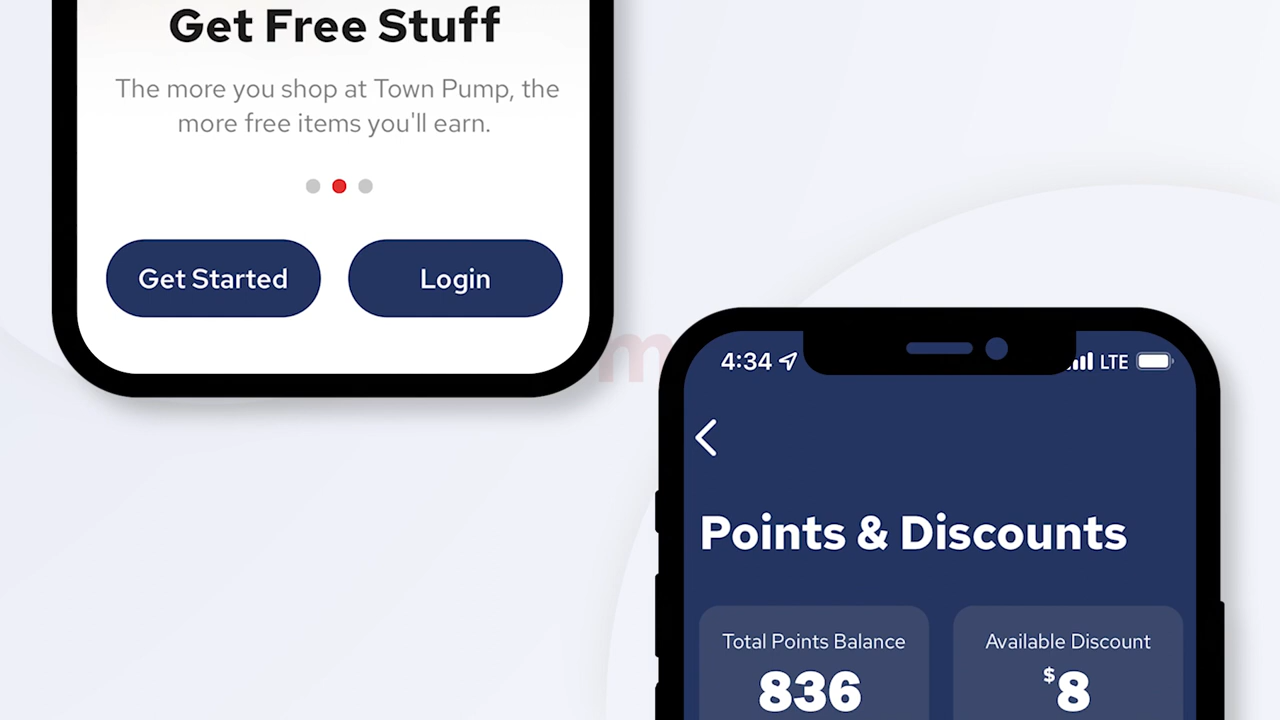 Get Free Stuff
The more you shop at Town Pump, the
more free items you'll earn.
Get Started
Login
m
4:34
LTE
Points & Discounts
Total Points Balance
836
Available Discount
$8